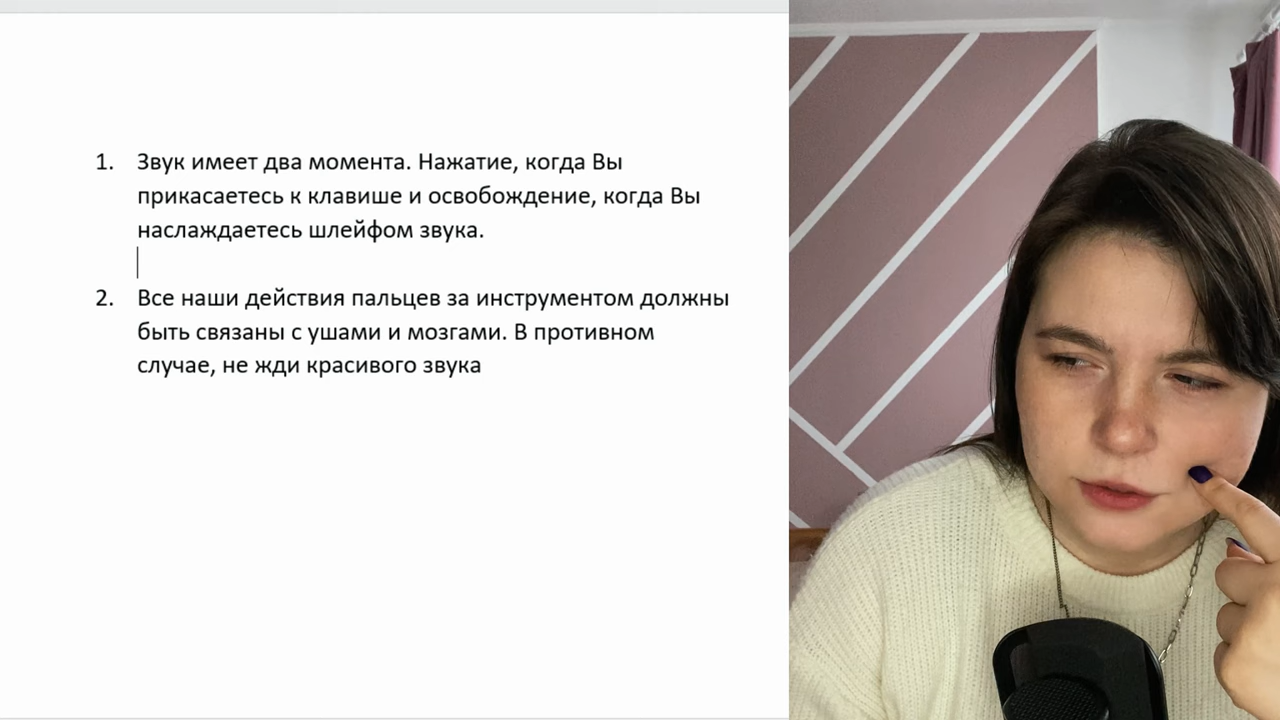 1. Звук имеет два момента. Нажатие, когда Вы
прикасаетесь к клавише и освобождение, когда Вы
наслаждаетесь шлейфом звука.
2. Все наши действия пальцев за инструментом должны
быть связаны с ушами и мозгами. В противном
случае, не жди красивого звука